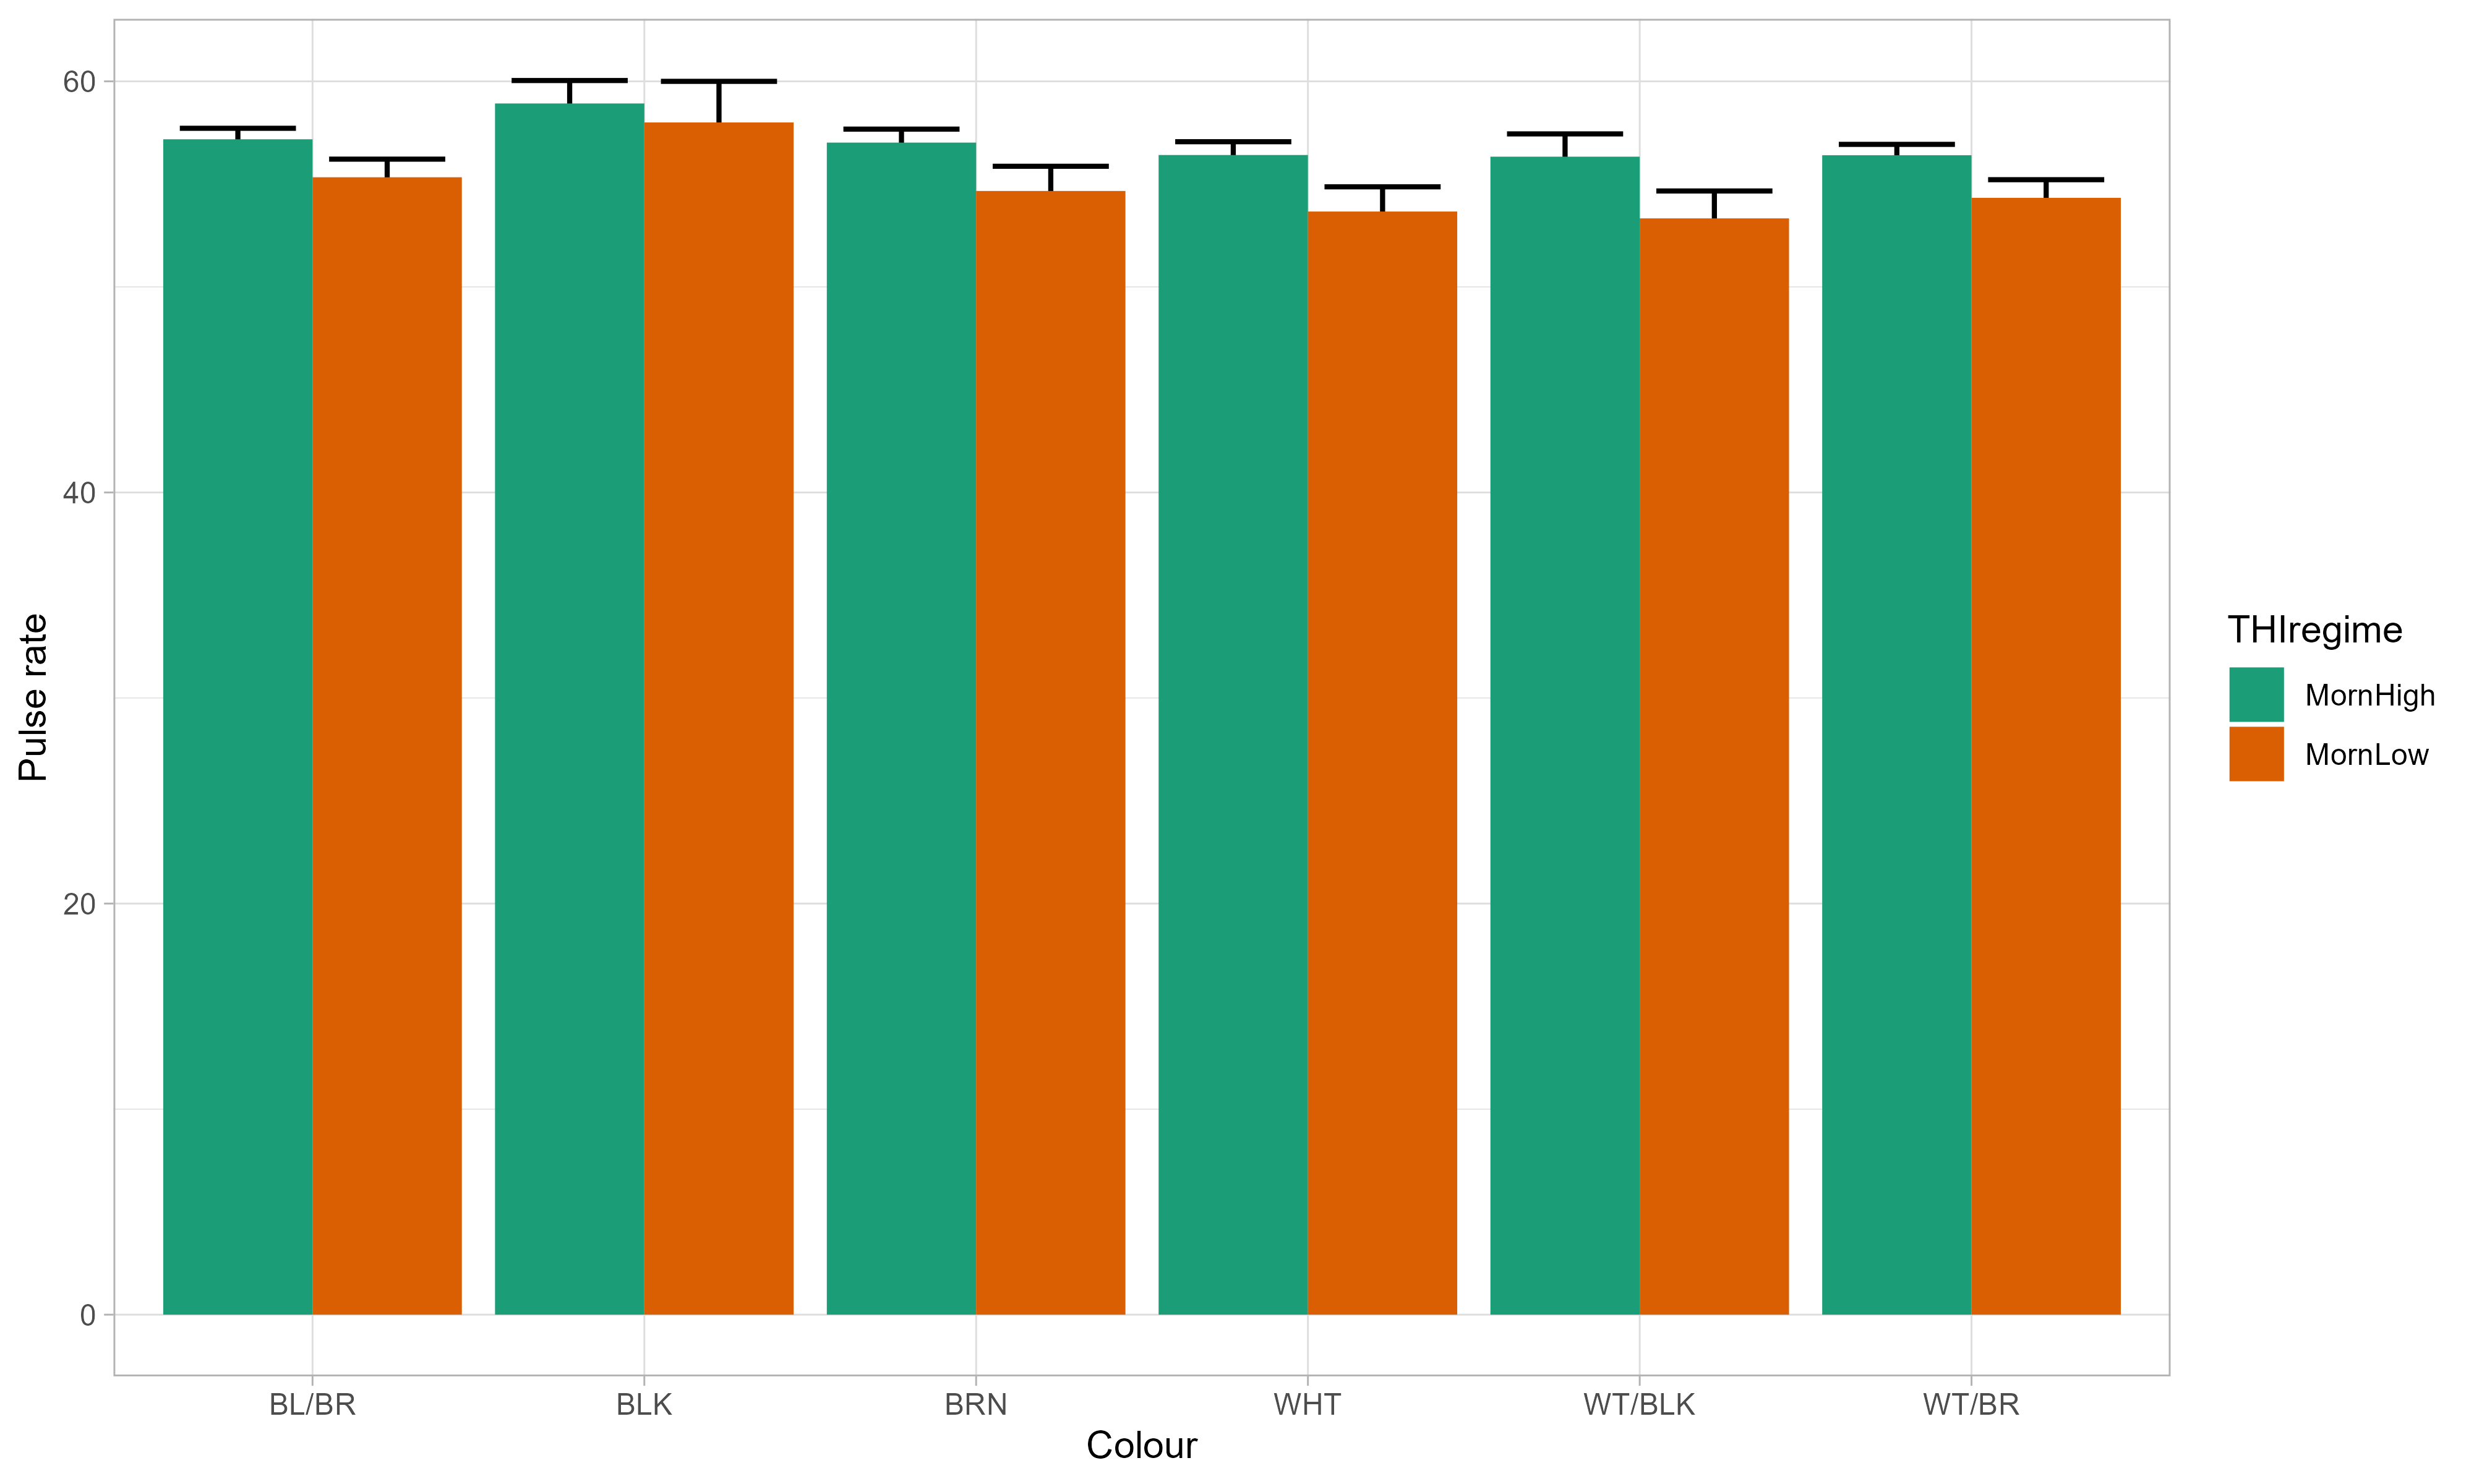 60
40
20
0
Pulse rate
BL/BR
BLK
BRN
WHT
WT/BLK
WT/BR
Colour
THIregime
MornHigh
MornLow